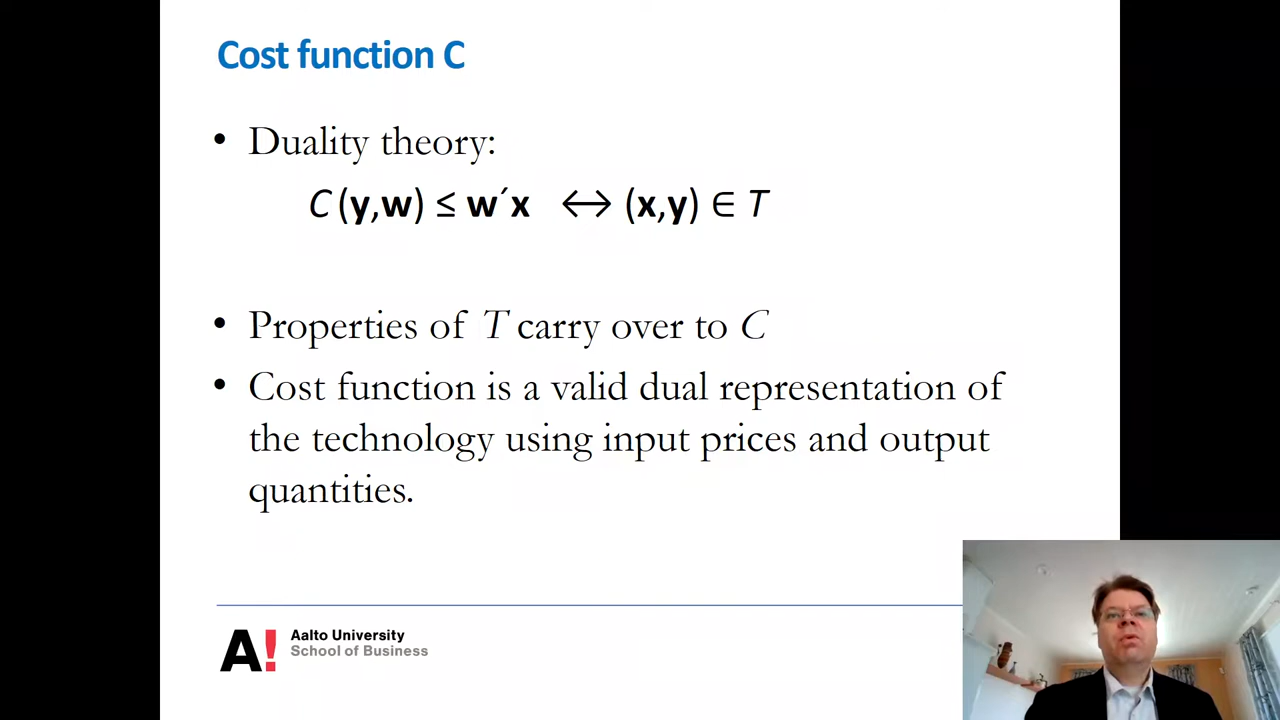 Cost function C
• Duality theory:
C (y,w) ≤ w´x ↔ (x,y) ∈ T
• Properties of T carry over to C
• Cost function is a valid dual representation of
the technology using input prices and output
quantities.
A! Aalto University
School of Business